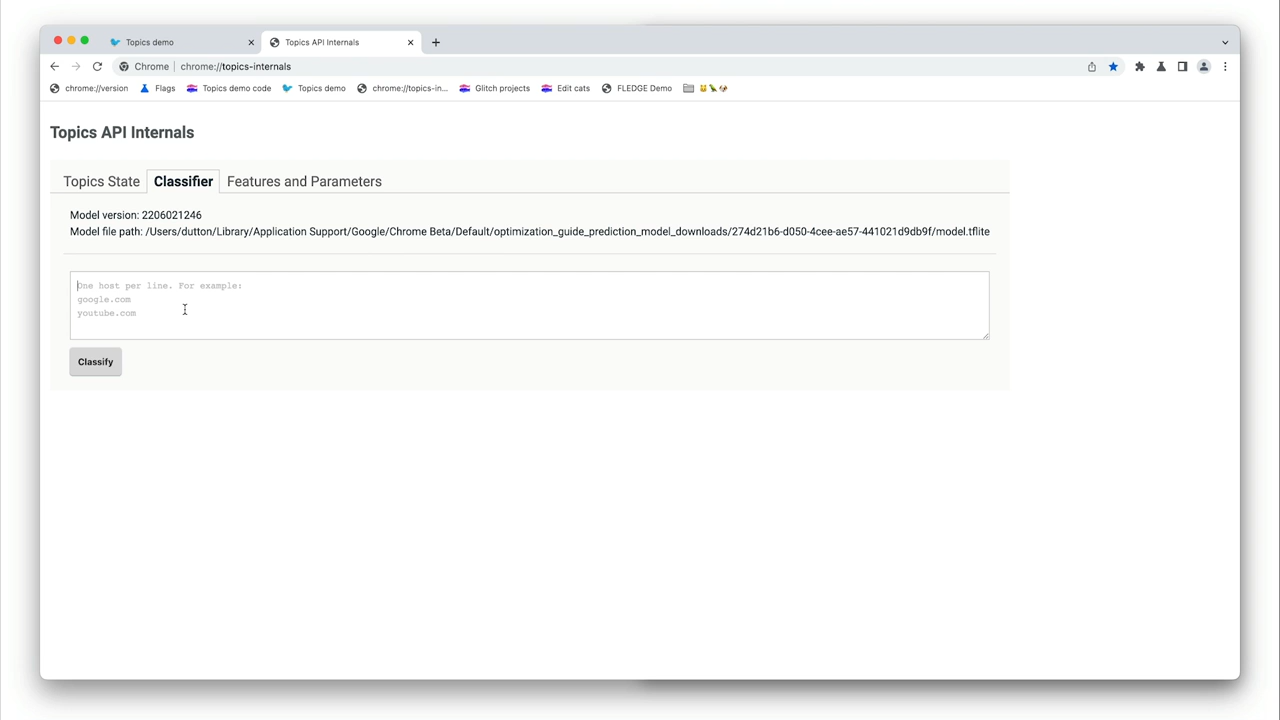 Topics demo
Topics API Internals
Chrome
chrome://topics-internals
chrome://version
Flags
Topics demo code
Topics demo
chrome://topics-in...
Glitch projects
Edit cats
FLEDGE Demo
Topics API Internals
Topics State
Classifier
Features and Parameters
Model version: 2206021246
Model file path: /Users/dutton/Library/Application Support/Google/Chrome Beta/Default/optimization_guide_prediction_model_downloads/274d21b6-d050-4cee-ae57-441021d9db9f/model.tflite
One host per line. For example:
google.com
youtube.com
Classify